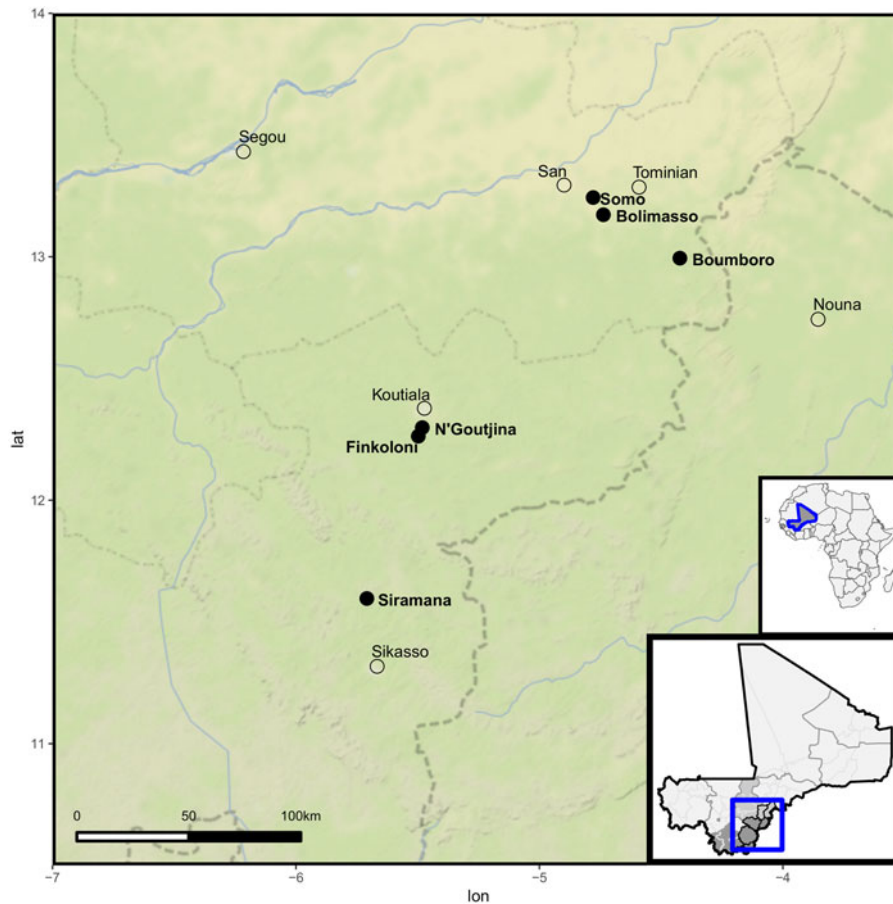 14
Segou
San
Tominian
Somo
Bolimasso
13
Boumboro
Nouna
Koutiala
N'Goutjina
Finkoloni
lat
12
Siramana
Sikasso
11
0 50 100km
-7 -6 -5 -4
lon